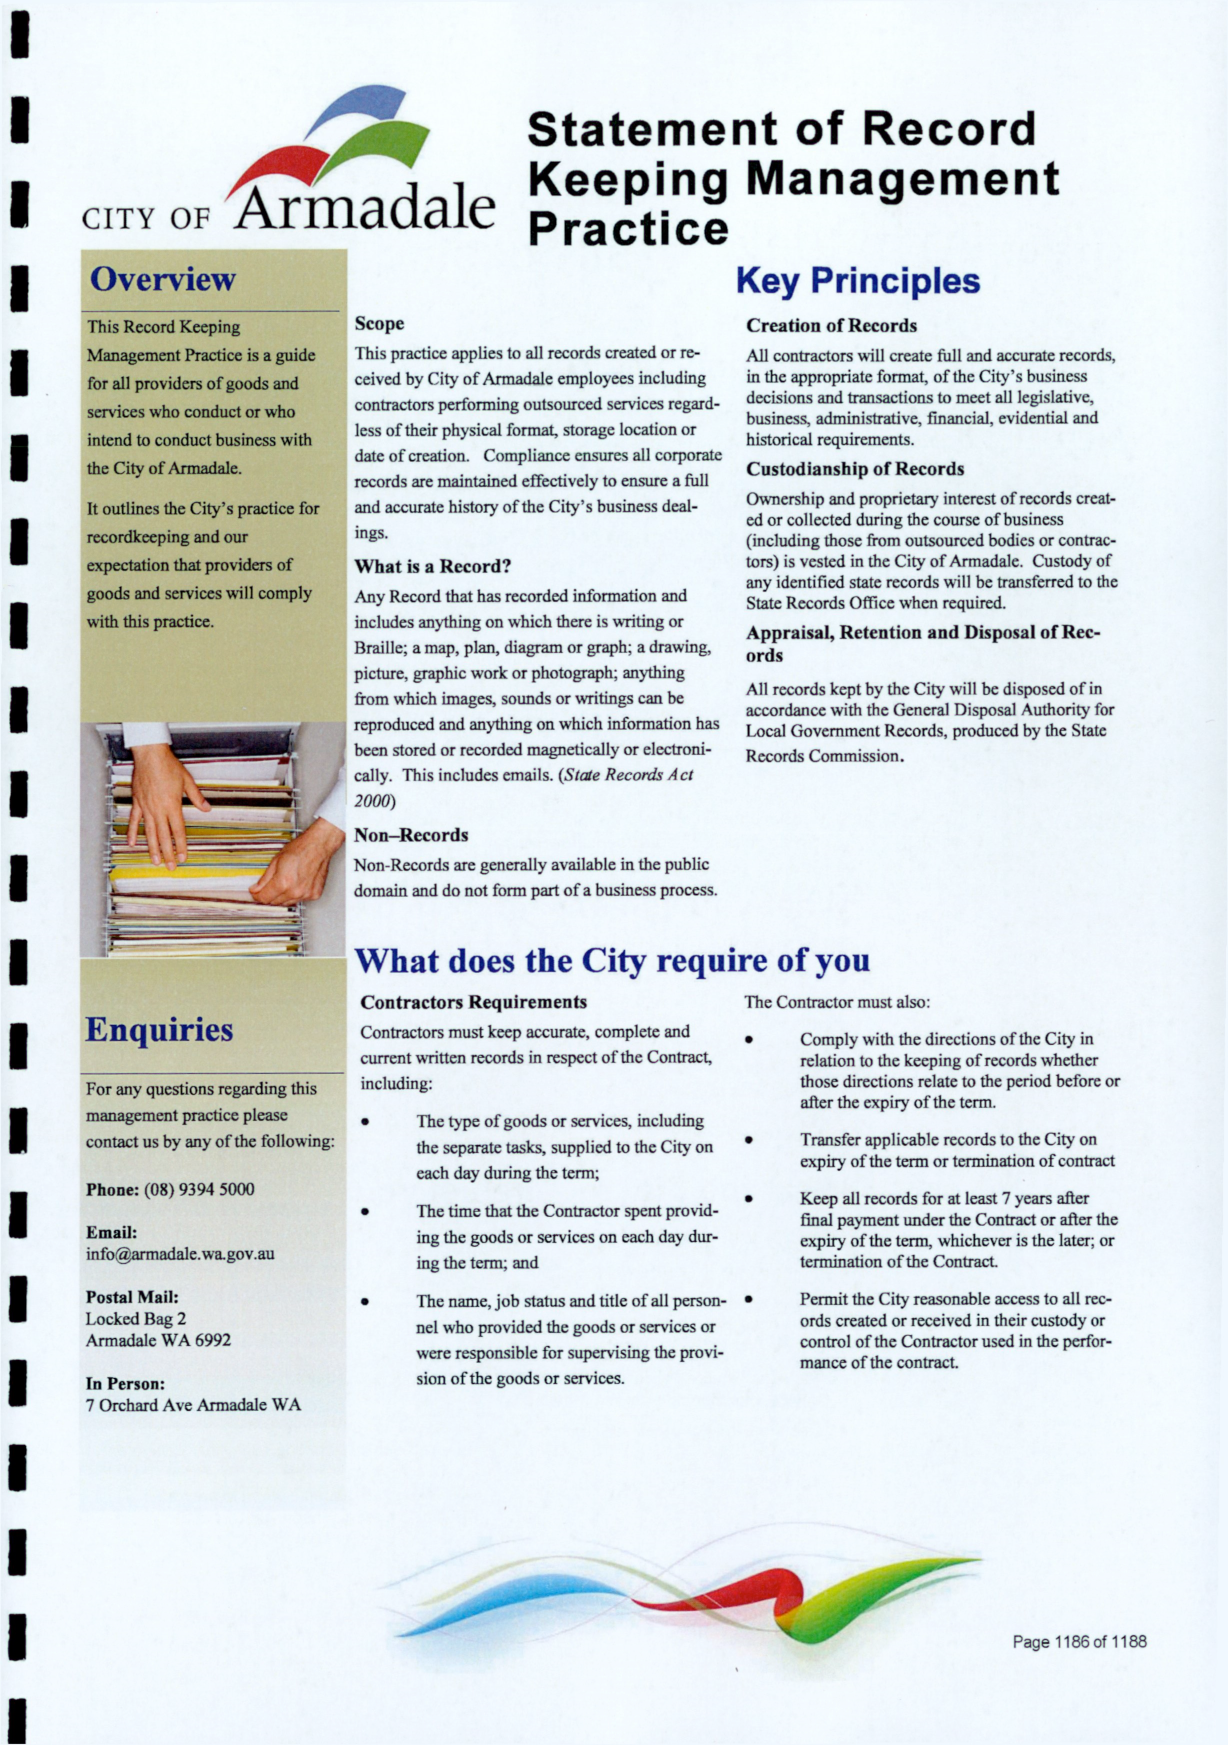 CITY OF Armadale
Statement of Record
Keeping Management
Practice
Overview
This Record Keeping
Management Practice is a guide
for all providers of goods and
services who conduct or who
intend to conduct business with
the City of Armadale.
It outlines the City's practice for
recordkeeping and our
expectation that providers of
goods and services will comply
with this practice.
Enquiries
For any questions regarding this
management practice please
contact us by any of the following:
Phone: (08) 9394 5000
Email:
info@armadale.wa.gov.au
Postal Mail:
Locked Bag 2
Armadale WA 6992
In Person:
7 Orchard Ave Armadale WA
Scope
This practice applies to all records created or re-
ceived by City of Armadale employees including
contractors performing outsourced services regard-
less of their physical format, storage location or
date of creation. Compliance ensures all corporate
records are maintained effectively to ensure a full
and accurate history of the City's business deal-
ings.
What is a Record?
Any Record that has recorded information and
includes anything on which there is writing or
Braille; a map, plan, diagram or graph; a drawing,
picture, graphic work or photograph; anything
from which images, sounds or writings can be
reproduced and anything on which information has
been stored or recorded magnetically or electroni-
cally. This includes emails. (State Records Act
2000)
Non–Records
Non-Records are generally available in the public
domain and do not form part of a business process.
Key Principles
Creation of Records
All contractors will create full and accurate records,
in the appropriate format, of the City's business
decisions and transactions to meet all legislative,
business, administrative, financial, evidential and
historical requirements.
Custodianship of Records
Ownership and proprietary interest of records creat-
ed or collected during the course of business
(including those from outsourced bodies or contrac-
tors) is vested in the City of Armadale. Custody of
any identified state records will be transferred to the
State Records Office when required.
Appraisal, Retention and Disposal of Rec-
ords
All records kept by the City will be disposed of in
accordance with the General Disposal Authority for
Local Government Records, produced by the State
Records Commission.
What does the City require of you
Contractors Requirements
Contractors must keep accurate, complete and
current written records in respect of the Contract,
including:
• The type of goods or services, including
the separate tasks, supplied to the City on
each day during the term;
• The time that the Contractor spent provid-
ing the goods or services on each day dur-
ing the term; and
• The name, job status and title of all person-
nel who provided the goods or services or
were responsible for supervising the provi-
sion of the goods or services.
The Contractor must also:
• Comply with the directions of the City in
relation to the keeping of records whether
those directions relate to the period before or
after the expiry of the term.
• Transfer applicable records to the City on
expiry of the term or termination of contract
• Keep all records for at least 7 years after
final payment under the Contract or after the
expiry of the term, whichever is the later; or
termination of the Contract.
• Permit the City reasonable access to all rec-
ords created or received in their custody or
control of the Contractor used in the perfor-
mance of the contract.
Page 1186 of 1188